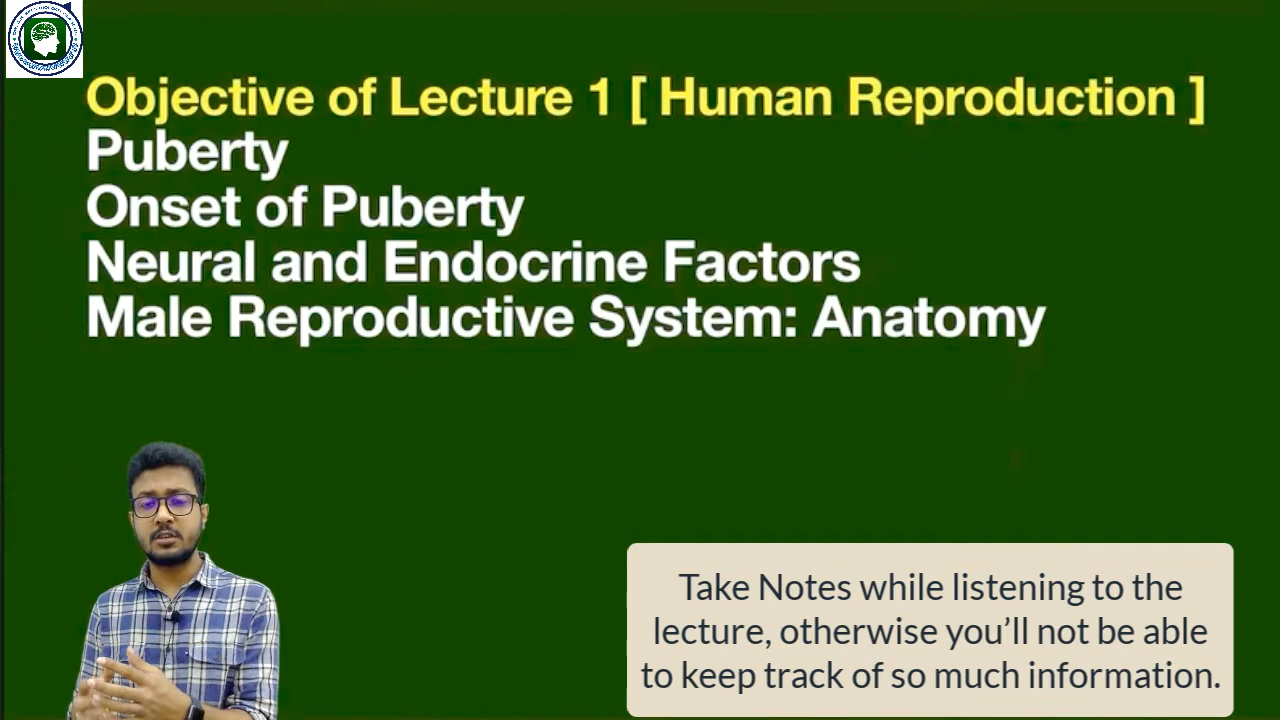 Objective of Lecture 1 [ Human Reproduction ]
Puberty
Onset of Puberty
Neural and Endocrine Factors
Male Reproductive System: Anatomy
Take Notes while listening to the
lecture, otherwise you’ll not be able
to keep track of so much information.